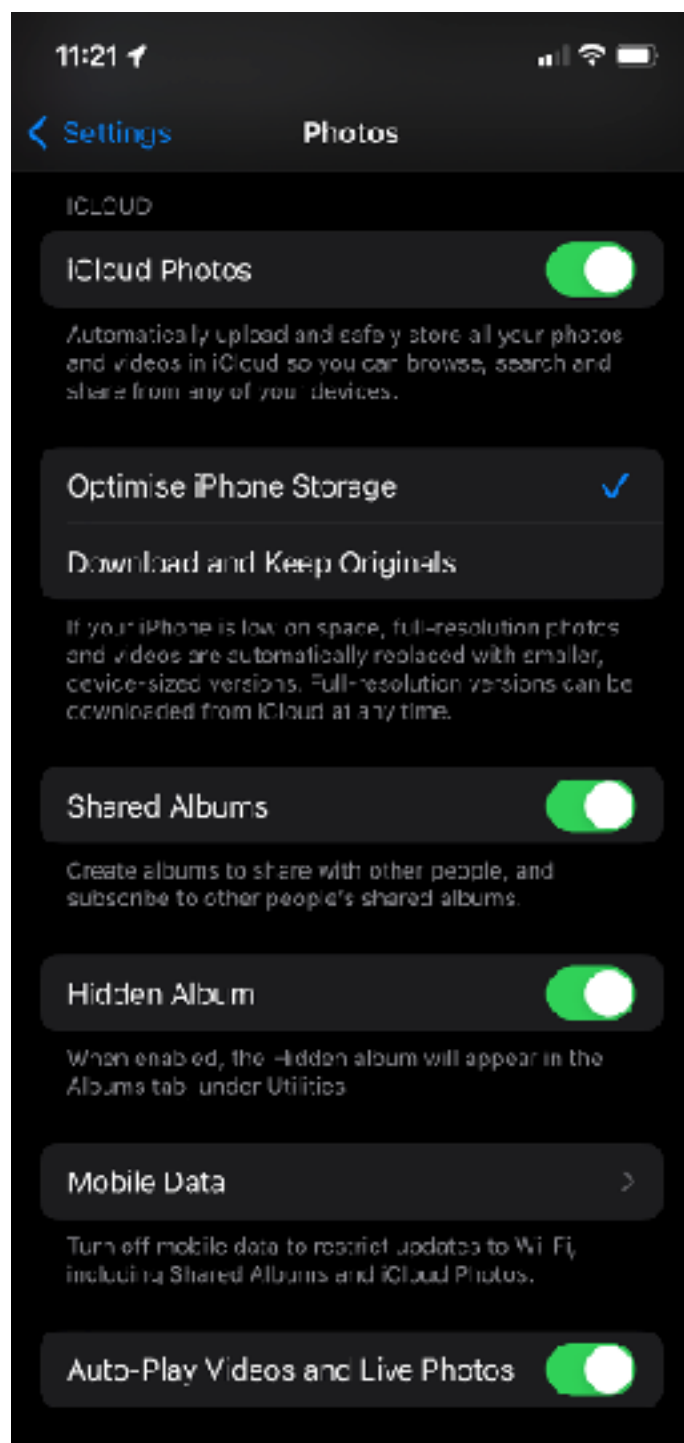 11:21
Settings
Photos
ICLOUD
iCloud Photos
Automatically upload and safely store all your photos
and videos in iCloud so you can browse, search and
share from any of your devices.
Optimise iPhone Storage
Download and Keep Originals
If your iPhone is low on space, full-resolution photos
and videos are automatically replaced with smaller,
device-sized versions. Full-resolution versions can be
downloaded from iCloud at any time.
Shared Albums
Create albums to share with other people, and
subscribe to other people's shared albums.
Hidden Album
When enabled, the Hidden album will appear in the
Albums tab, under Utilities.
Mobile Data
Turn off mobile data to restrict updates to Wi-Fi,
including Shared Albums and iCloud Photos.
Auto-Play Videos and Live Photos